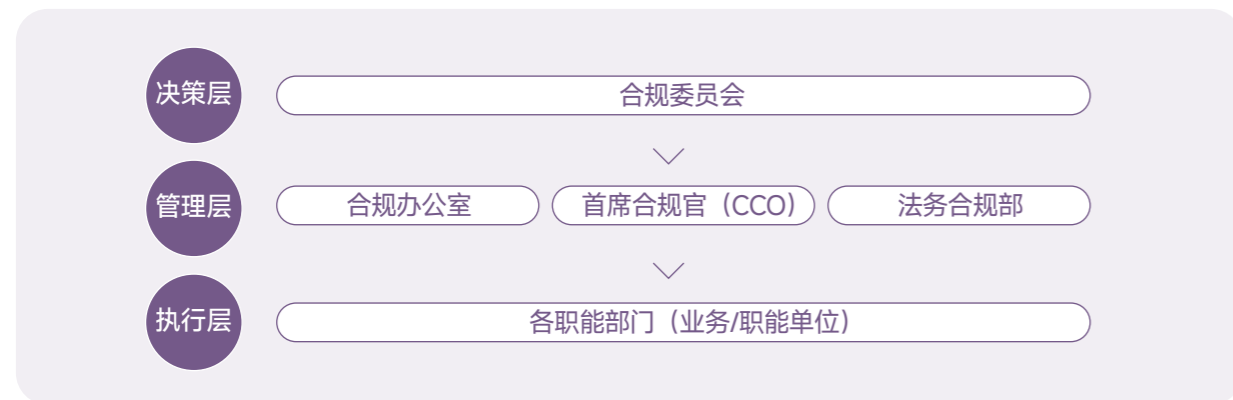 决策层
合规委员会
管理层
合规办公室
首席合规官（CCO）
法务合规部
执行层
各职能部门（业务/职能单位）